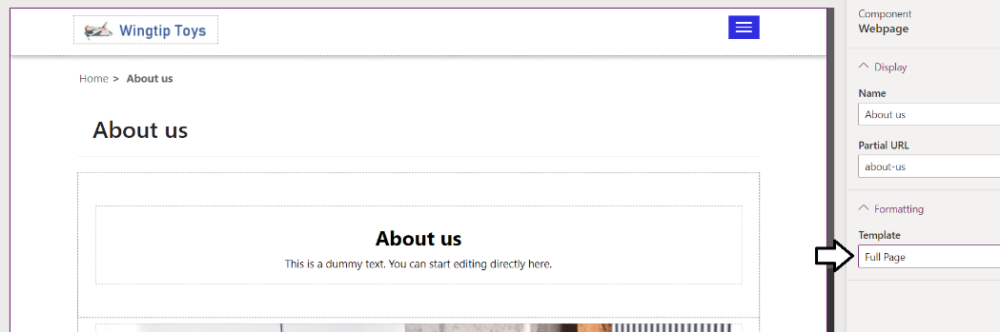 Wingtip Toys
Home > About us
About us
About us
This is a dummy text. You can start editing directly here.
Component
Webpage
Display
Name
About us
Partial URL
about-us
Formatting
Template
Full Page